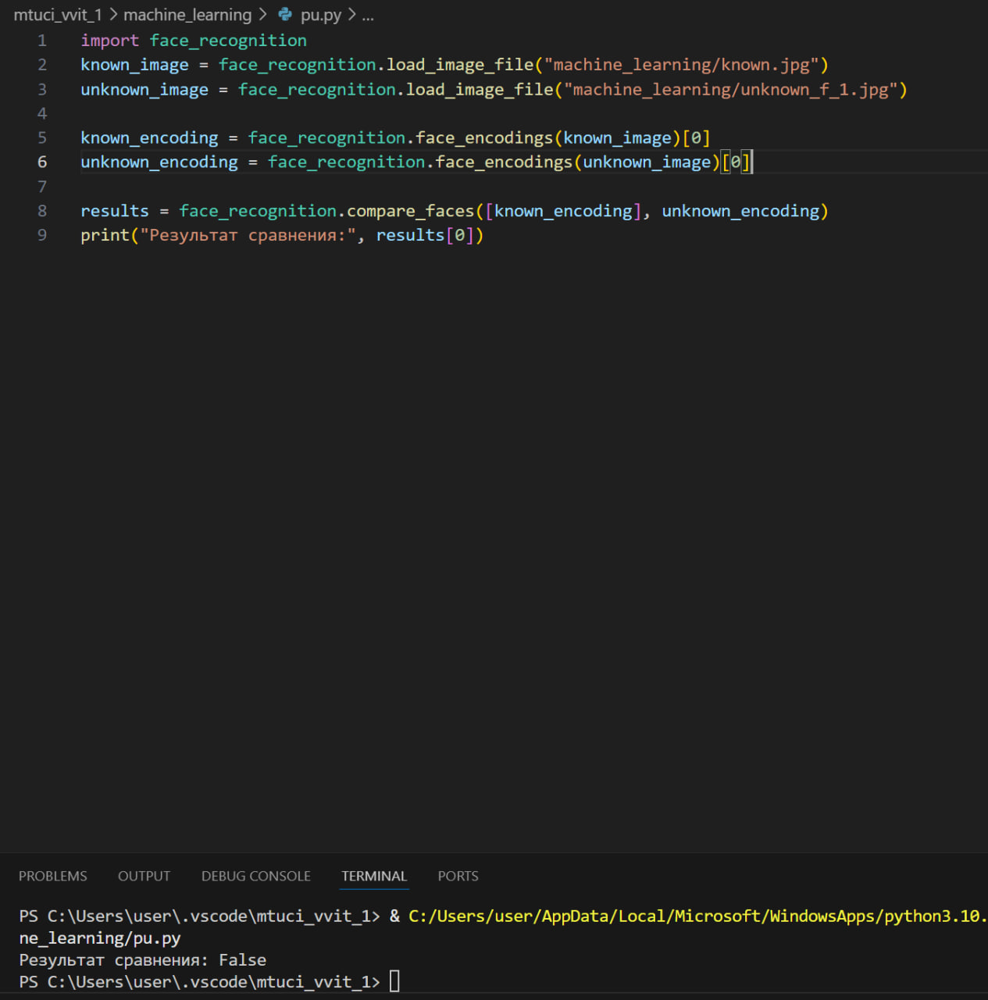 mtuci_vvit_1 > machine_learning > pu.py > ...
1 import face_recognition
2 known_image = face_recognition.load_image_file("machine_learning/known.jpg")
3 unknown_image = face_recognition.load_image_file("machine_learning/unknown_f_1.jpg")
4
5 known_encoding = face_recognition.face_encodings(known_image)[0]
6 unknown_encoding = face_recognition.face_encodings(unknown_image)[0]
7
8 results = face_recognition.compare_faces([known_encoding], unknown_encoding)
9 print("Результат сравнения:", results[0])
PROBLEMS OUTPUT DEBUG CONSOLE TERMINAL PORTS
PS C:\Users\user\.vscode\mtuci_vvit_1> & C:/Users/user/AppData/Local/Microsoft/WindowsApps/python3.10.
ne_learning/pu.py
Результат сравнения: False
PS C:\Users\user\.vscode\mtuci_vvit_1>